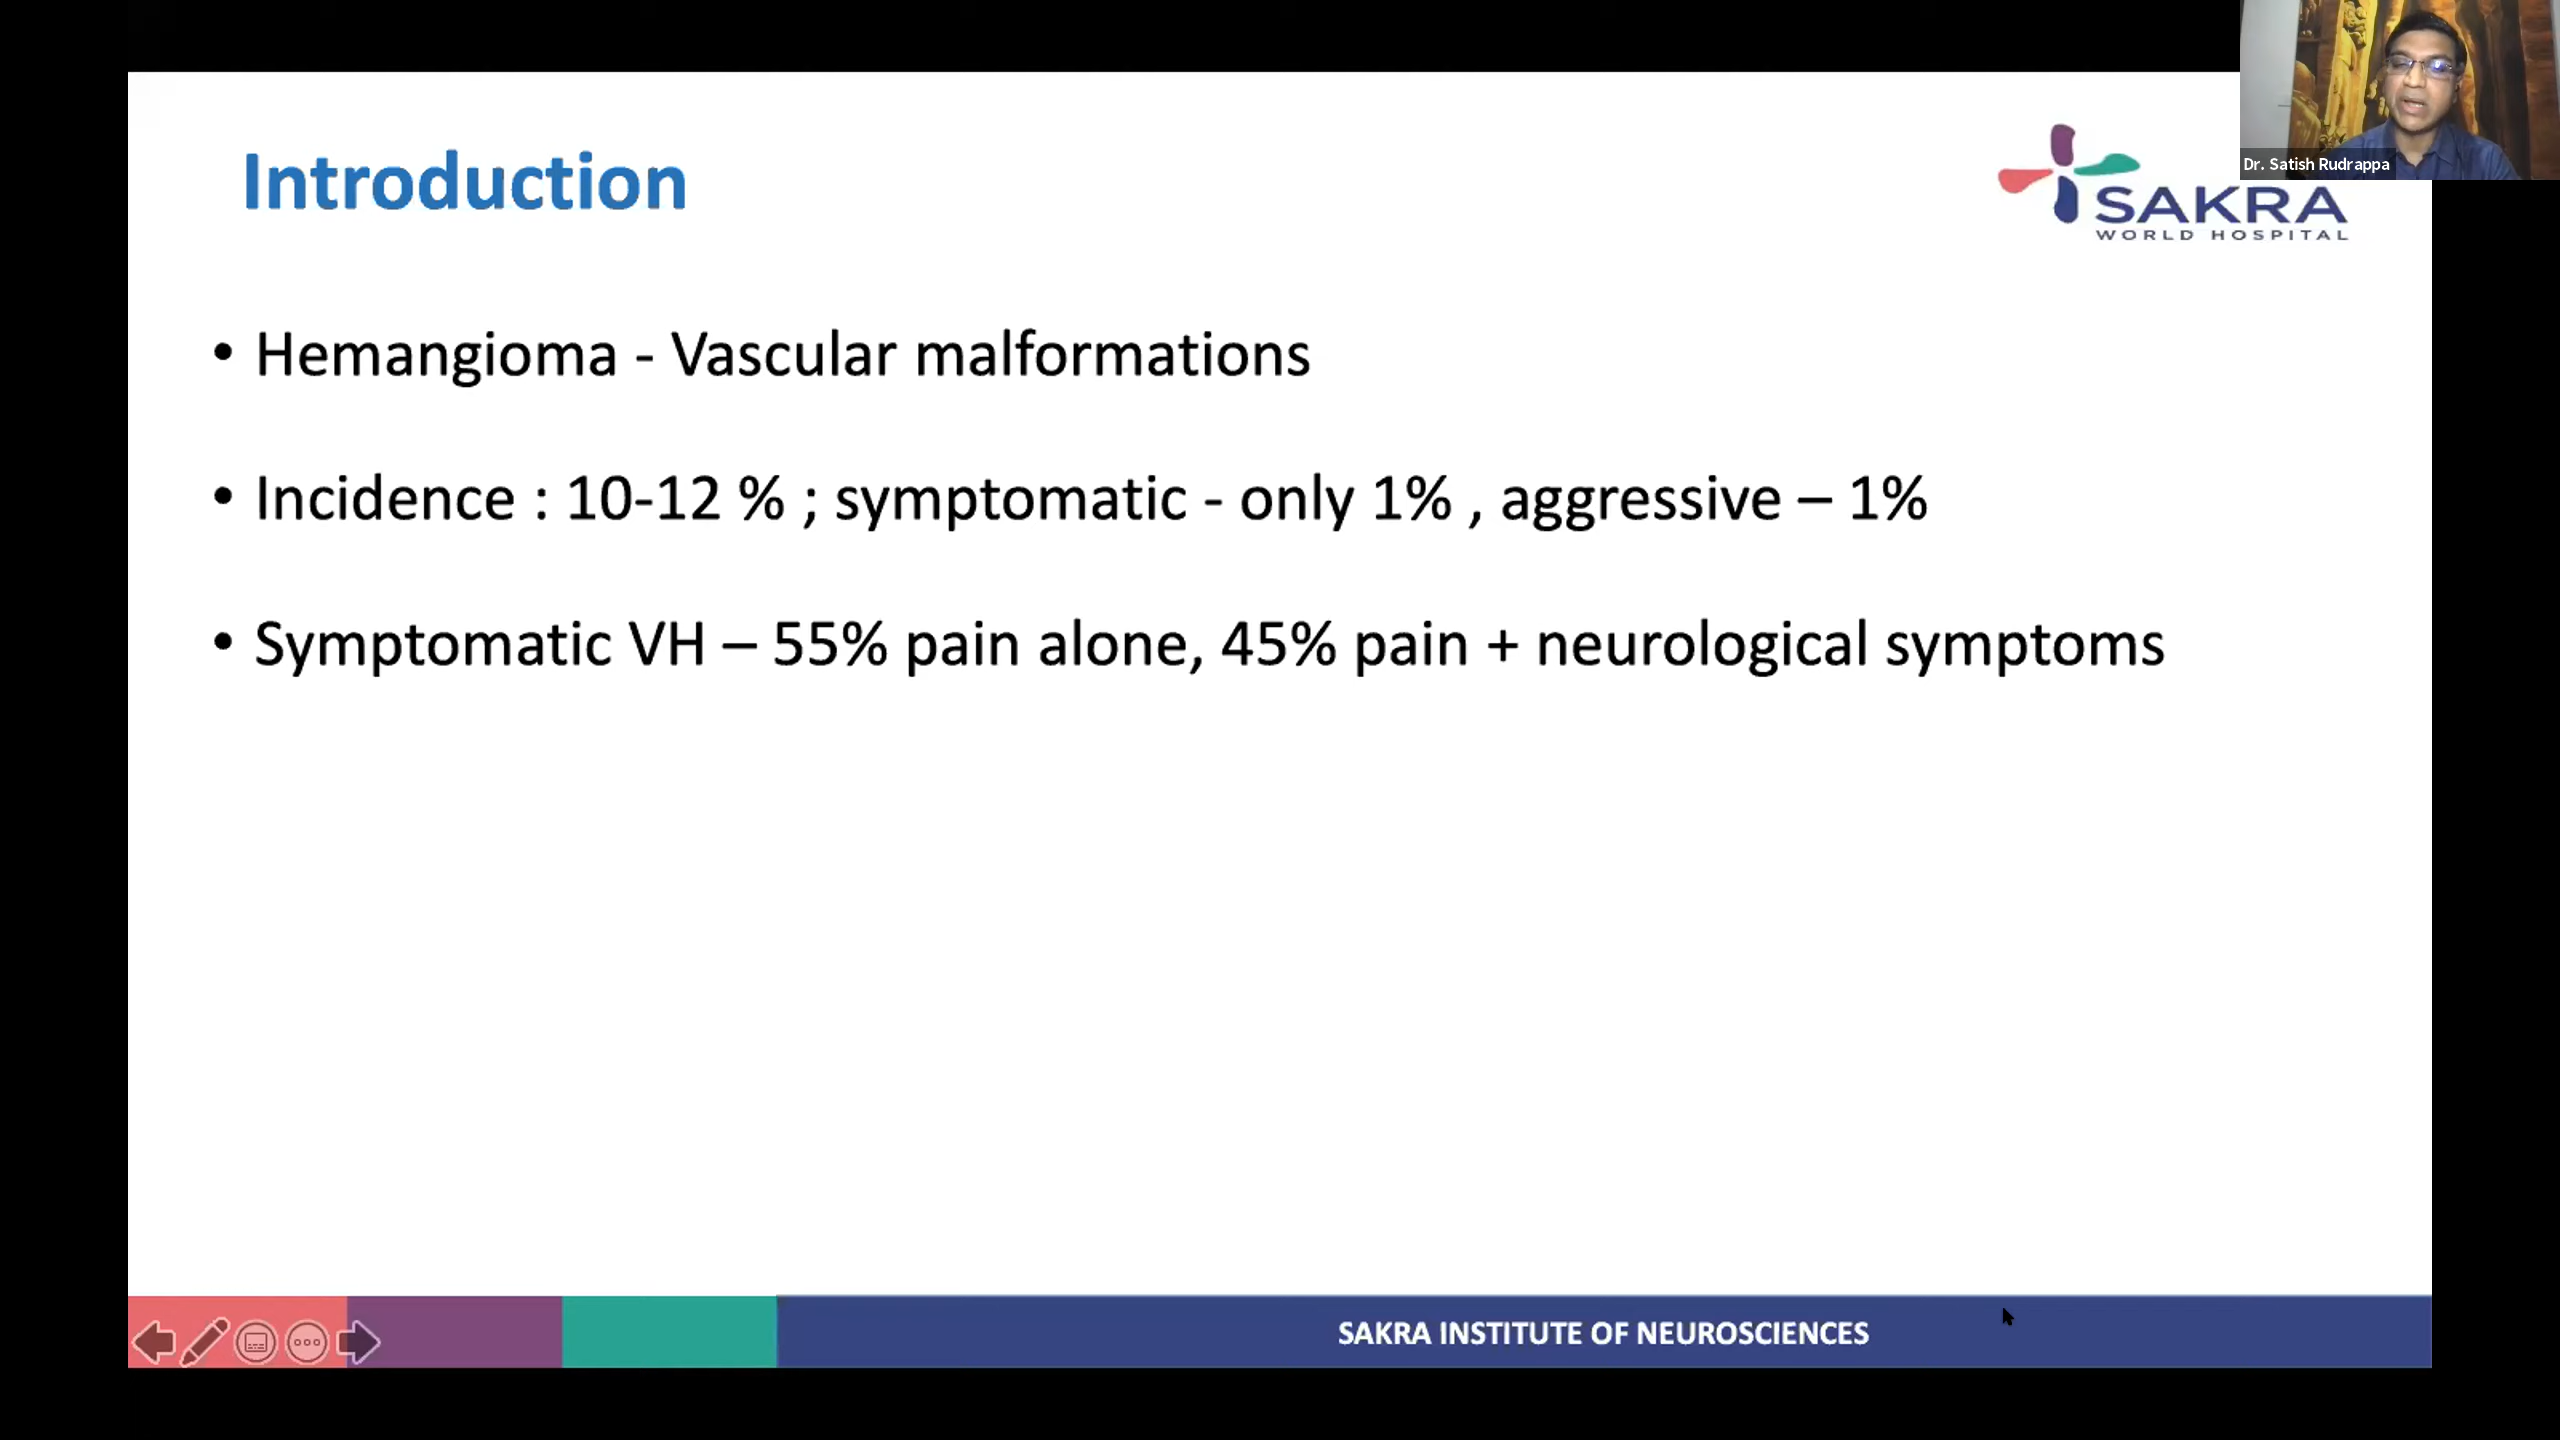 Introduction
Dr. Satish Rudrappa
SAKRA
WORLD HOSPITAL
• Hemangioma - Vascular malformations
• Incidence : 10-12 % ; symptomatic - only 1% , aggressive – 1%
• Symptomatic VH – 55% pain alone, 45% pain + neurological symptoms
SAKRA INSTITUTE OF NEUROSCIENCES